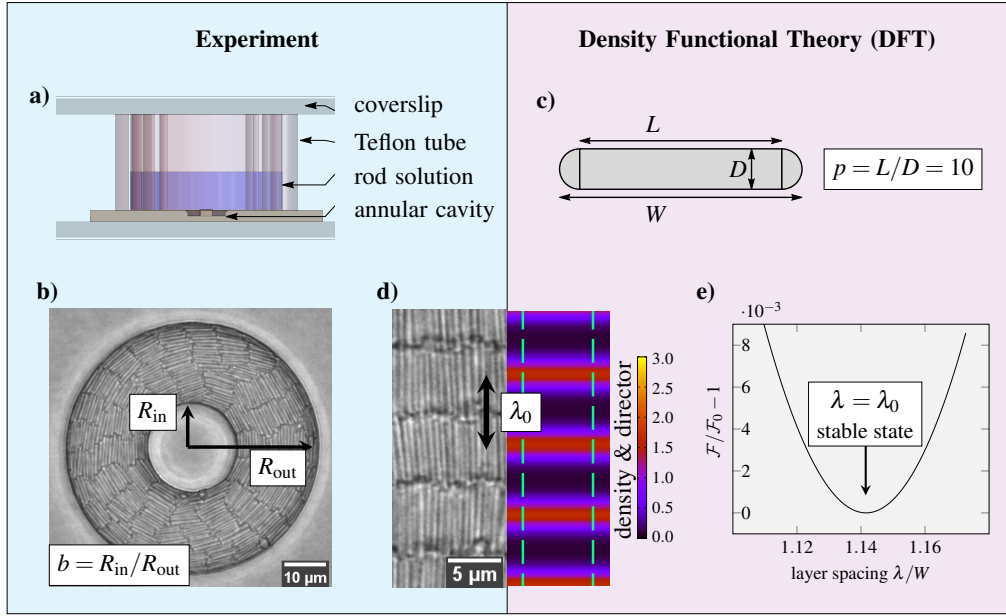 Experiment
Density Functional Theory (DFT)
a)
coverslip
Teflon tube
rod solution
annular cavity
c)
L
D
W
p = L/D = 10
b)
R_in
R_out
b = R_in/R_out
10 µm
d)
λ_0
5 µm
density & director
3.0
2.5
2.0
1.5
1.0
0.5
0.0
e)
·10^−3
8
6
4
2
0
F/F_0 − 1
λ = λ_0
stable state
1.12
1.14
1.16
layer spacing λ/W